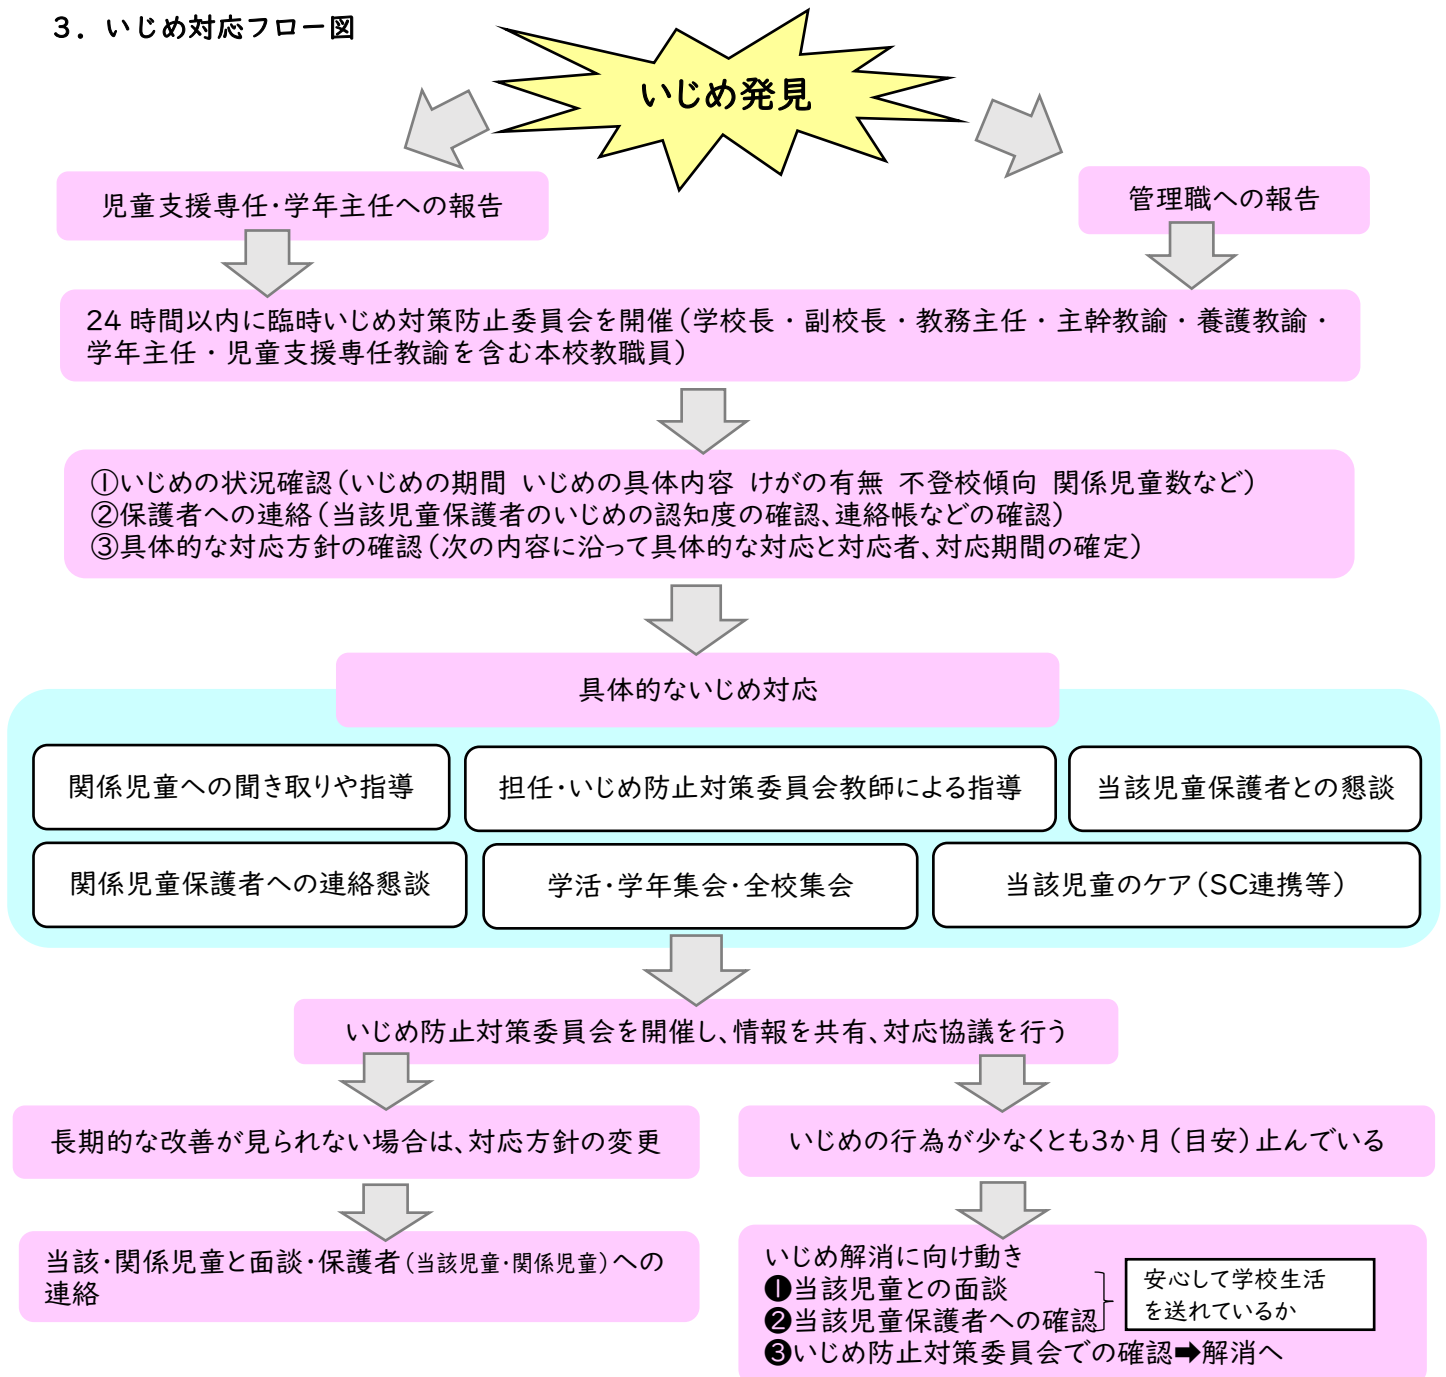 ３．いじめ対応フロー図
いじめ発見
児童支援専任・学年主任への報告
管理職への報告
24 時間以内に臨時いじめ対策防止委員会を開催（学校長・副校長・教務主任・主幹教諭・養護教諭・
学年主任・児童支援専任教諭を含む本校教職員）
①いじめの状況確認（いじめの期間 いじめの具体内容 けがの有無 不登校傾向 関係児童数など）
②保護者への連絡（当該児童保護者のいじめの認知度の確認、連絡帳などの確認）
③具体的な対応方針の確認（次の内容に沿って具体的な対応と対応者、対応期間の確定）
具体的ないじめ対応
関係児童への聞き取りや指導
担任・いじめ防止対策委員会教師による指導
当該児童保護者との懇談
関係児童保護者への連絡懇談
学活・学年集会・全校集会
当該児童のケア（SC連携等）
いじめ防止対策委員会を開催し、情報を共有、対応協議を行う
長期的な改善が見られない場合は、対応方針の変更
いじめの行為が少なくとも3か月（目安）止んでいる
当該・関係児童と面談・保護者（当該児童・関係児童）への
連絡
いじめ解消に向け動き
❶当該児童との面談
❷当該児童保護者への確認
❸いじめ防止対策委員会での確認➡解消へ
安心して学校生活
を送れているか